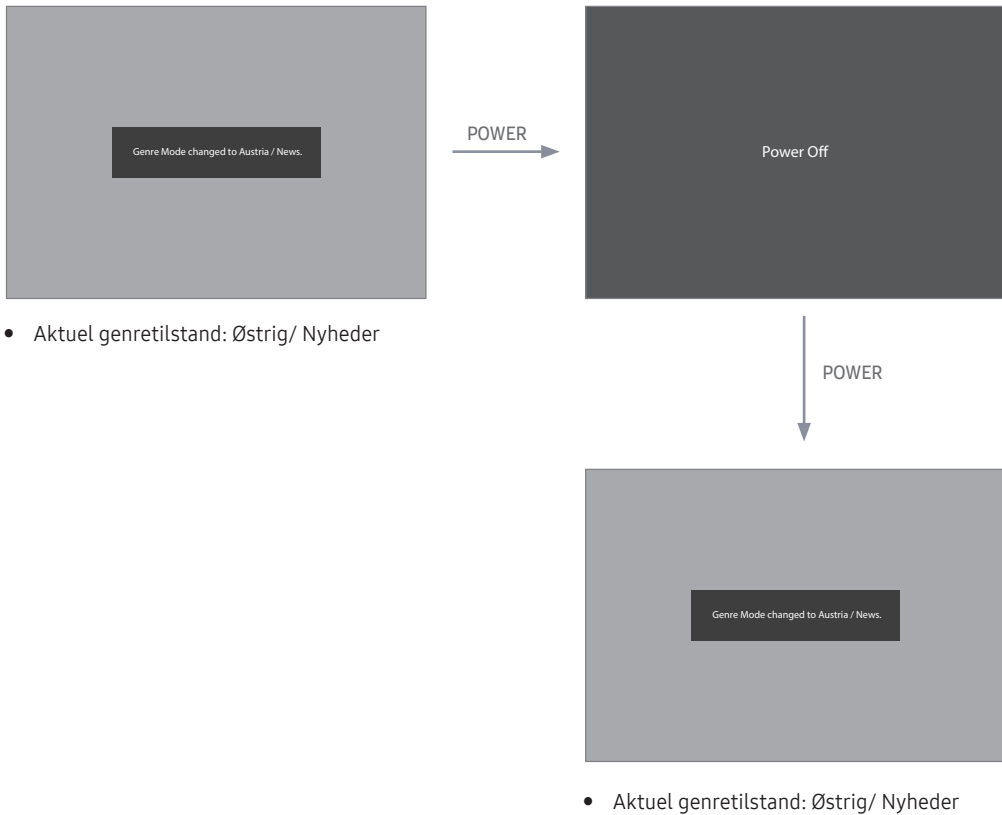 Genre Mode changed to Austria / News.
POWER
Power Off
• Aktuel genretilstand: Østrig/ Nyheder
POWER
Genre Mode changed to Austria / News.
• Aktuel genretilstand: Østrig/ Nyheder